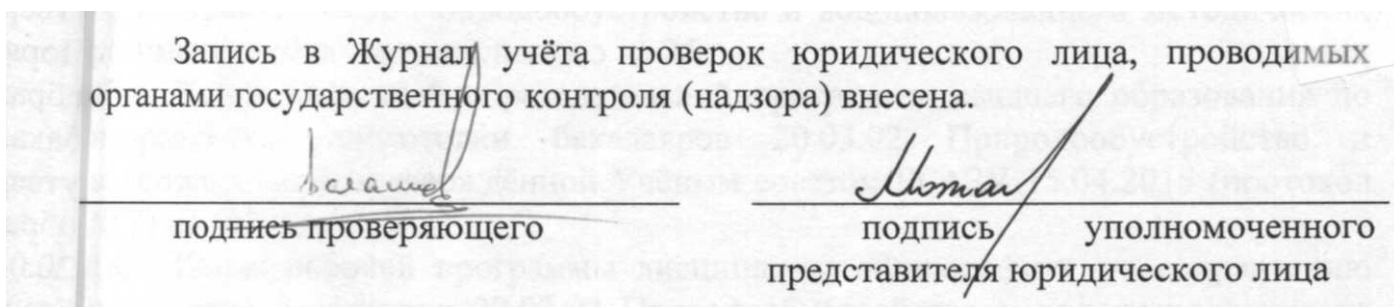 Запись в Журнал учёта проверок юридического лица, проводимых
органами государственного контроля (надзора) внесена.
подпись проверяющего
подпись уполномоченного
представителя юридического лица